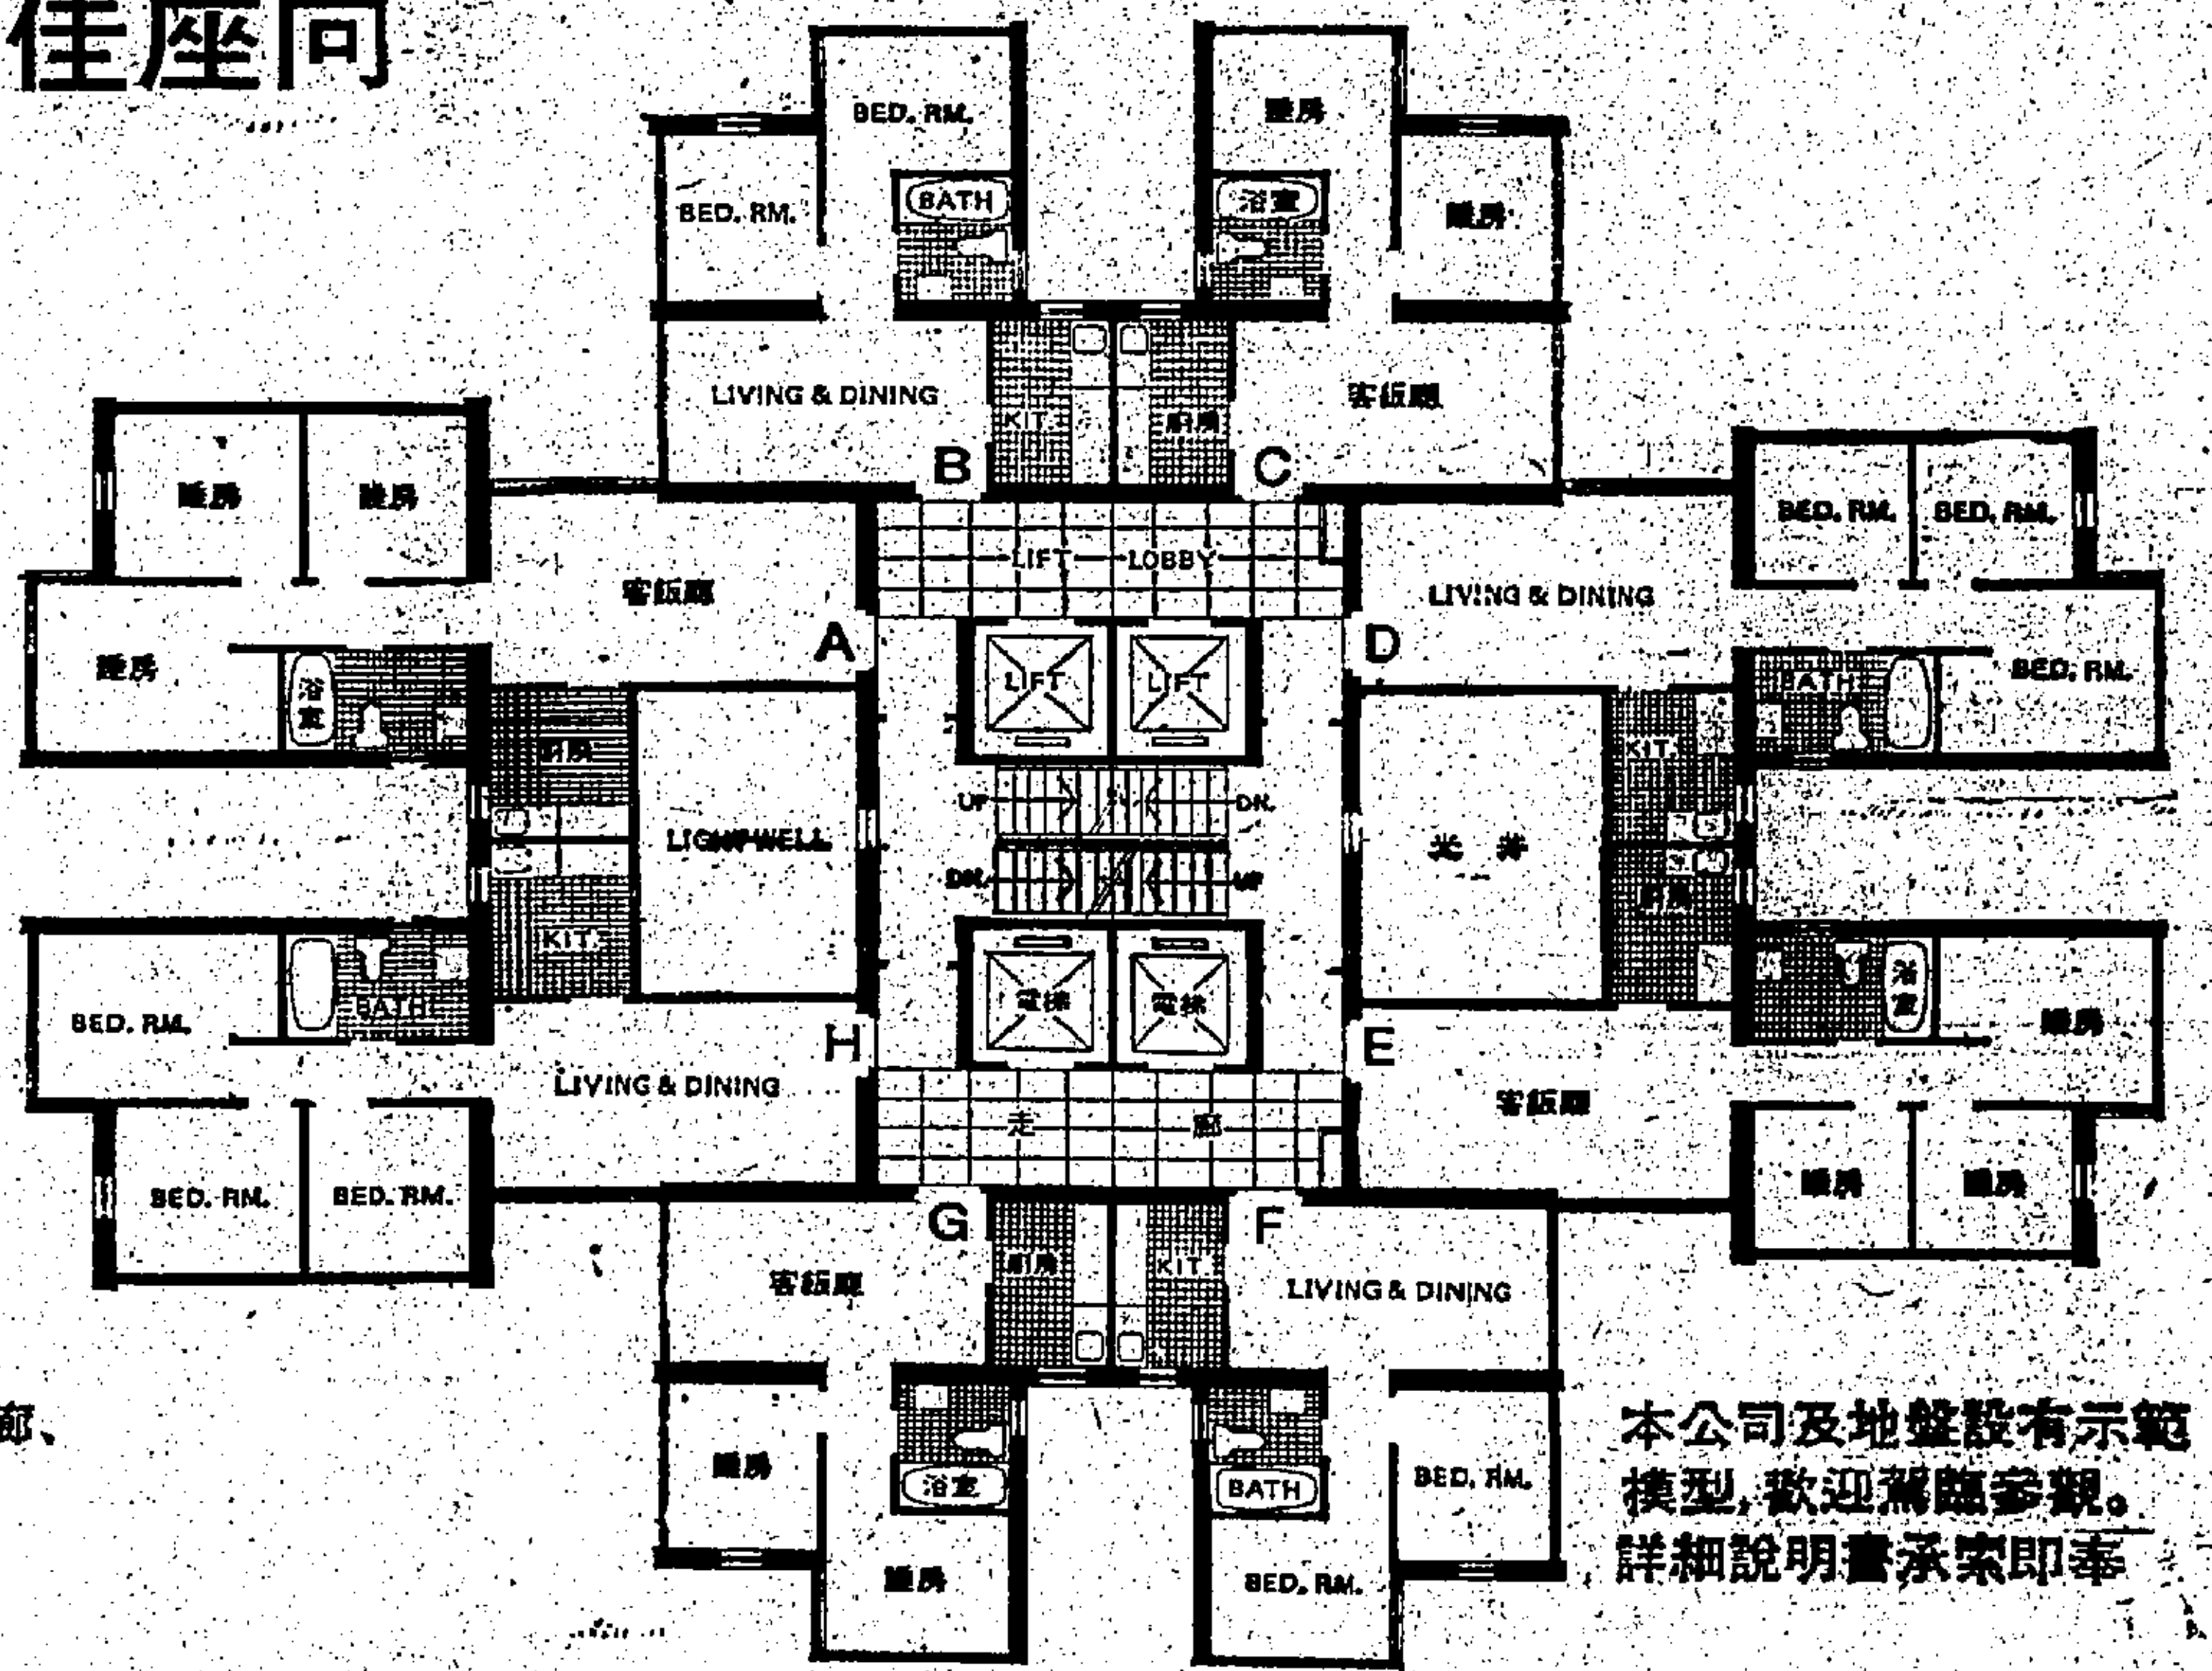 佳座向
BED. RM.
睡房
BED. RM.
BATH
浴室
睡房
LIVING & DINING
KIT.
廚房
客飯廳
B
C
睡房
睡房
BED. RM.
BED. RM.
LIFT LOBBY
客飯廳
LIVING & DINING
A
D
睡房
浴室
LIFT
LIFT
BATH
BED. RM.
廚房
KIT.
UP
DN.
LIGHTWELL
光井
DN.
UP
廚房
KIT.
BED. RM.
BATH
電梯
電梯
浴室
睡房
H
E
LIVING & DINING
走廊
客飯廳
BED. RM.
BED. RM.
睡房
睡房
G
F
廚房
KIT.
客飯廳
LIVING & DINING
廊、
睡房
浴室
BATH
BED. RM.
睡房
BED. RM.
本公司及地盤設有示範
模型,歡迎駕臨參觀。
詳細說明書承索即奉